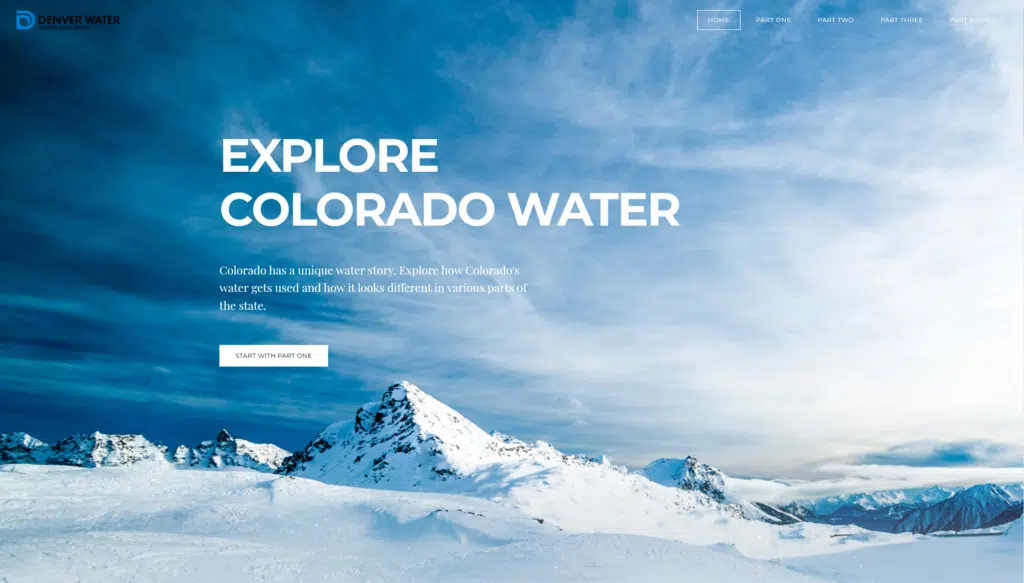 DENVER WATER
HOME
PART ONE
PART TWO
PART THREE
PART FOUR
EXPLORE
COLORADO WATER
Colorado has a unique water story. Explore how Colorado's
water gets used and how it looks different in various parts of
the state.
START WITH PART ONE